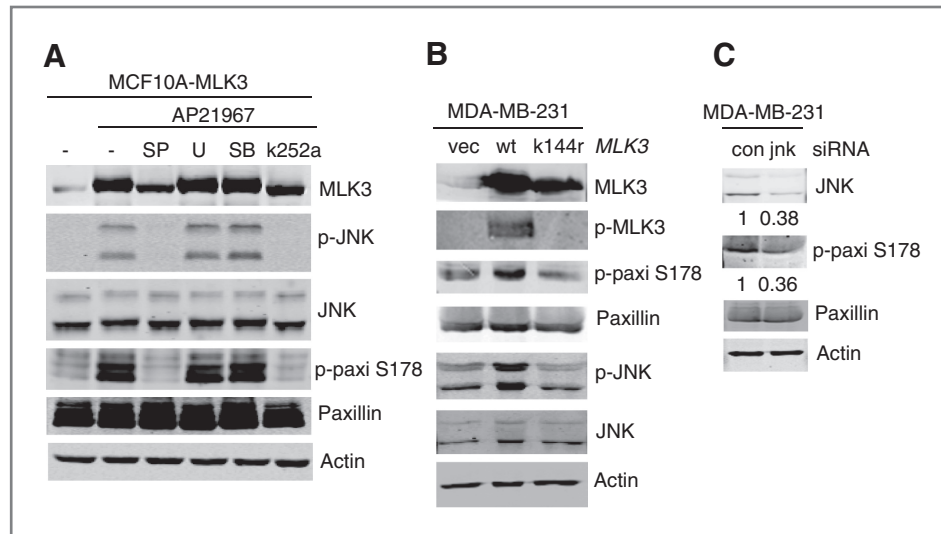 A
MCF10A-MLK3
AP21967
- - SP U SB k252a
MLK3
p-JNK
JNK
p-paxi S178
Paxillin
Actin
B
MDA-MB-231
vec wt k144r MLK3
MLK3
p-MLK3
p-paxi S178
Paxillin
p-JNK
JNK
Actin
C
MDA-MB-231
con jnk siRNA
JNK
1 0.38
p-paxi S178
1 0.36
Paxillin
Actin